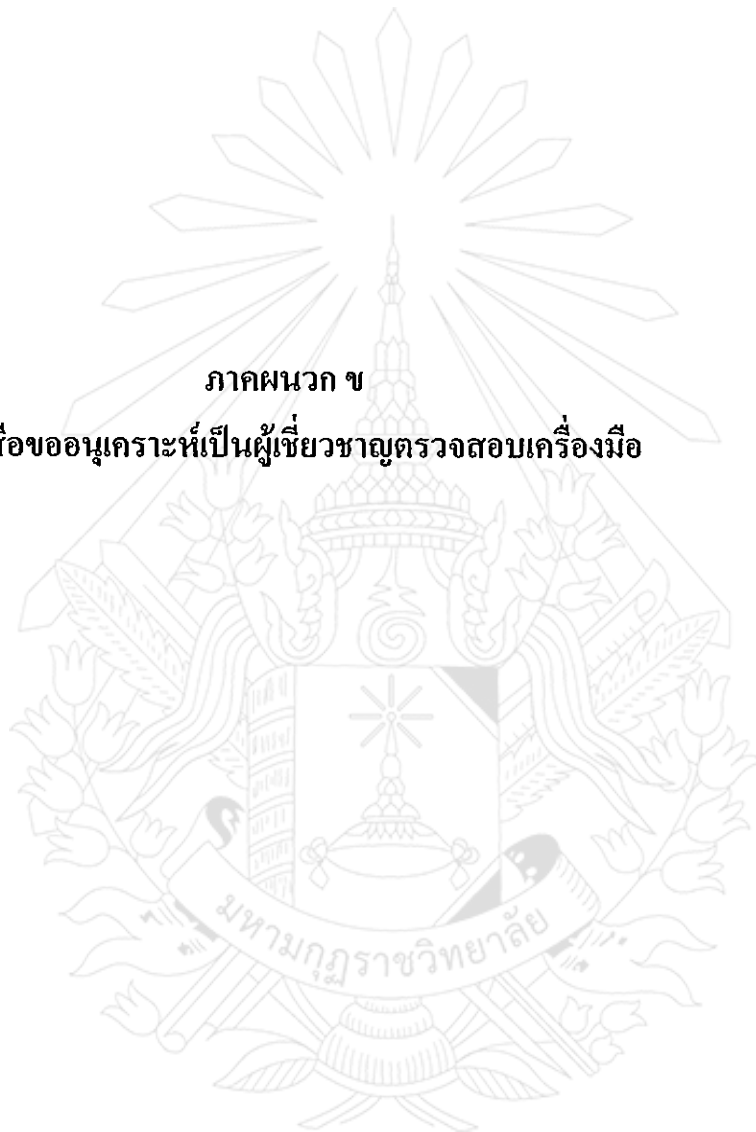 ภาคผนวก ข
สือขออนุเคราะห์เป็นผู้เชี่ยวชาญตรวจสอบเครื่องมือ
มหามกุฏราชวิทยาลัย